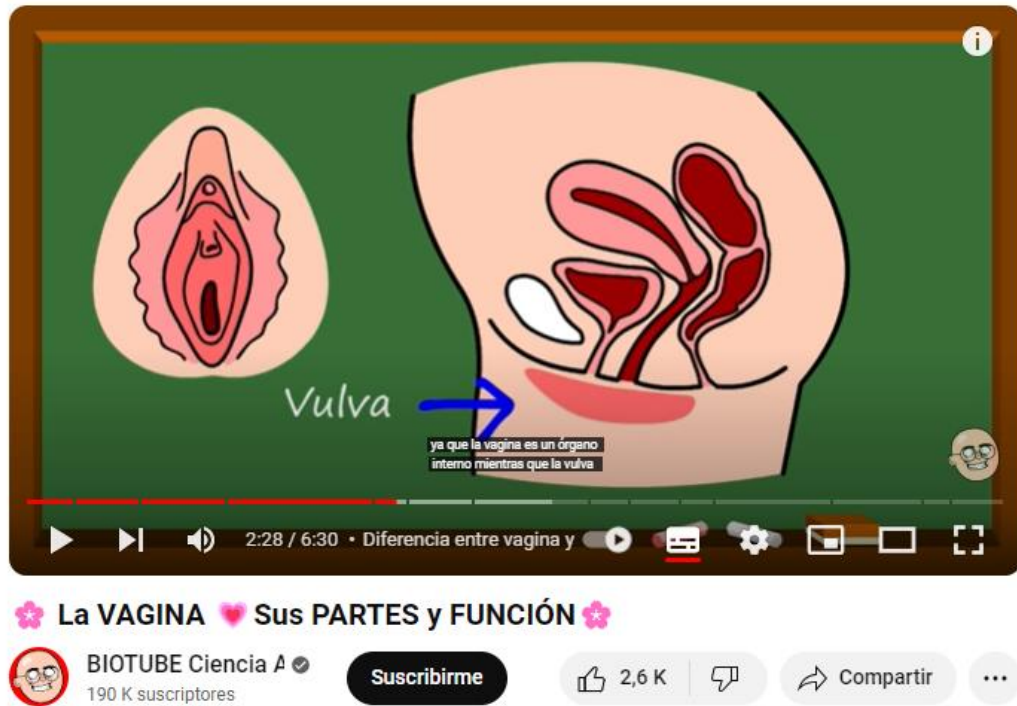 Vulva
ya que la vagina es un órgano
interno mientras que la vulva
2:28 / 6:30 • Diferencia entre vagina y
🌸 La VAGINA 💗 Sus PARTES y FUNCIÓN 🌸
BIOTUBE Ciencia A
190 K suscriptores
Suscribirme
2,6 K
Compartir